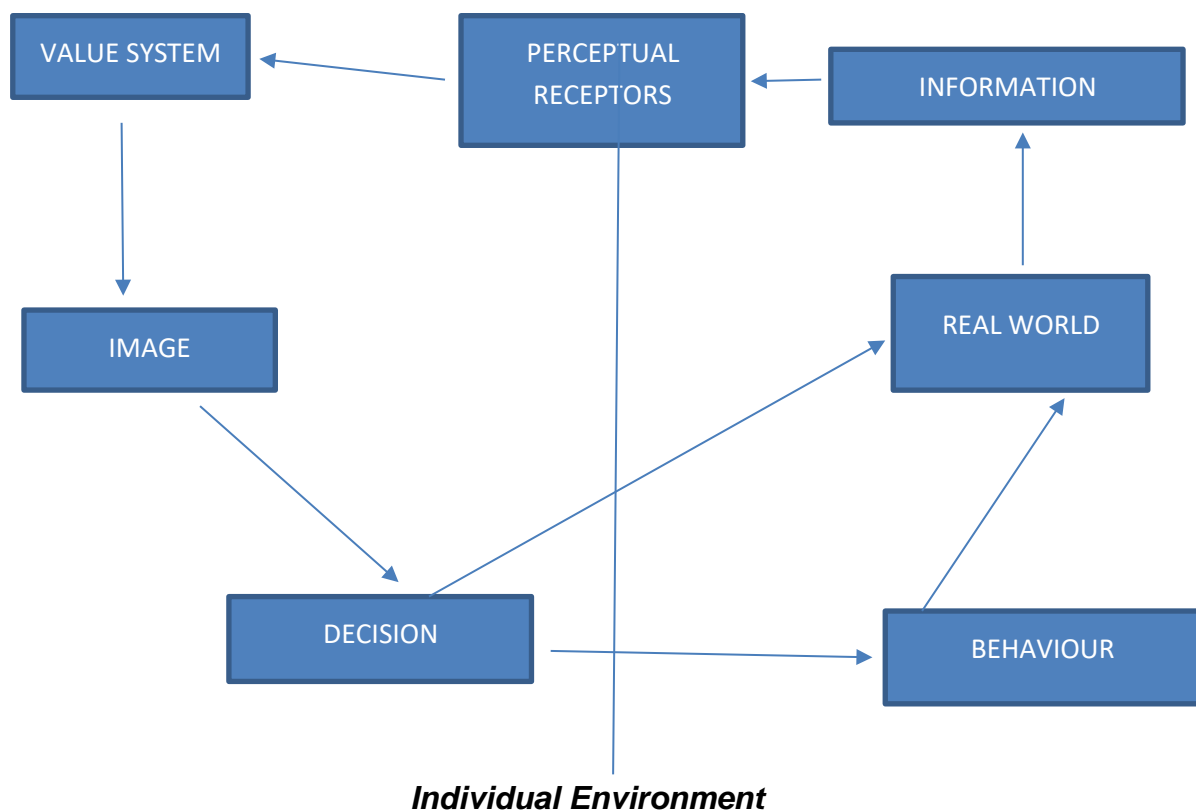 VALUE SYSTEM
PERCEPTUAL
RECEPTORS
INFORMATION
IMAGE
REAL WORLD
DECISION
BEHAVIOUR
Individual Environment